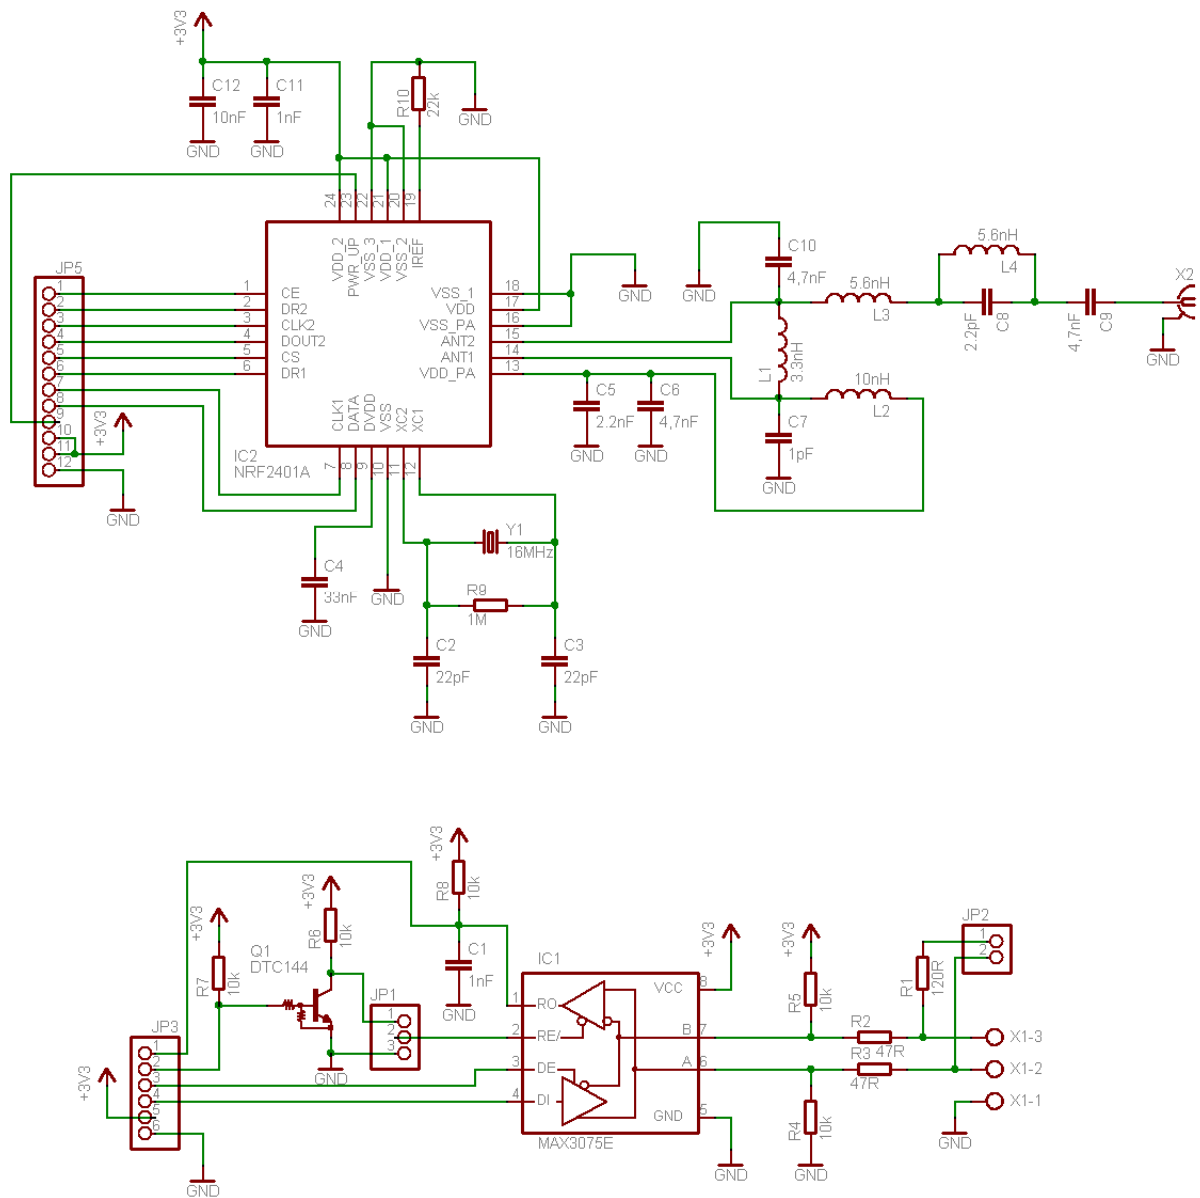 +3V3
C12
10nF
GND
C11
1nF
GND
R10
22k
GND
24
23
22
21
20
19
VDD_2
PWR_UP
VSS_3
VDD_1
VSS_2
IREF
JP5
1
2
3
4
5
6
7
8
9
10
11
12
+3V3
GND
1 CE
2 DR2
3 CLK2
4 DOUT2
5 CS
6 DR1
VSS_1 18
VDD 17
VSS_PA 16
ANT2 15
ANT1 14
VDD_PA 13
CLK1
DATA
DVDD
VSS
XC2
XC1
7
8
9
10
11
12
IC2
NRF2401A
GND
GND
C10
4,7nF
5.6nH
L3
5.6nH
L4
2.2pF
C8
4,7nF
C9
X2
GND
L1
3.3nH
10nH
L2
C5
2.2nF
GND
C6
4,7nF
GND
C7
1pF
GND
C4
33nF
GND
GND
Y1
16MHz
R9
1M
C2
22pF
GND
C3
22pF
GND
+3V3
R8
10k
C1
1nF
GND
+3V3
R6
10k
+3V3
R7
10k
Q1
DTC144
GND
JP1
1
2
3
JP3
1
2
3
4
5
6
+3V3
GND
IC1
1 RO
2 RE/
3 DE
4 DI
VCC 8
B 7
A 6
GND 5
MAX3075E
+3V3
GND
+3V3
R5
10k
R4
10k
GND
R2
47R
R3
47R
R1
120R
JP2
1
2
X1-3
X1-2
X1-1
GND